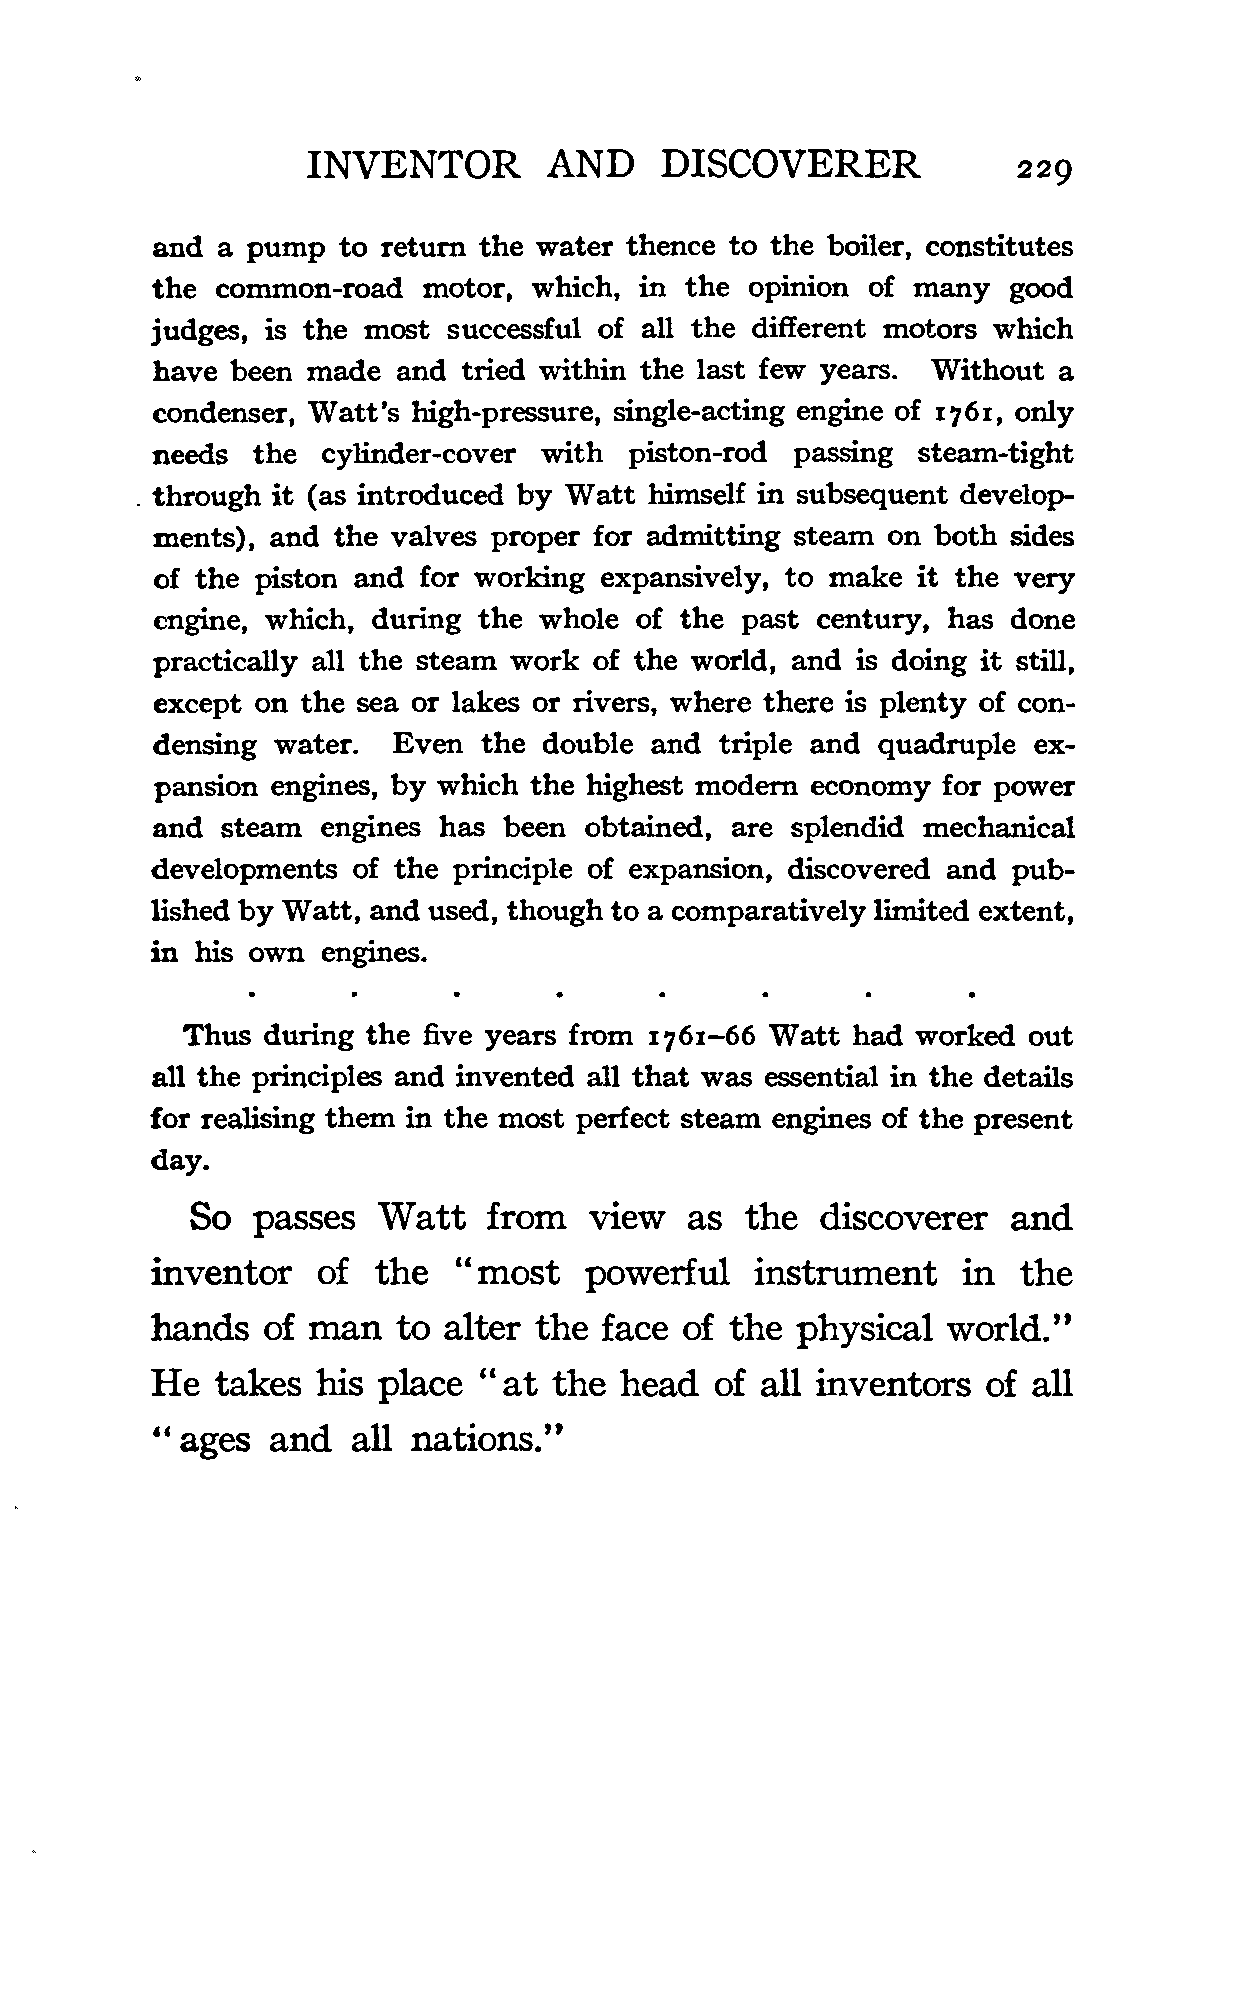 INVENTOR AND DISCOVERER 229
and a pump to return the water thence to the boiler, constitutes
the common-road motor, which, in the opinion of many good
judges, is the most successful of all the different motors which
have been made and tried within the last few years. Without a
condenser, Watt's high-pressure, single-acting engine of 1761, only
needs the cylinder-cover with piston-rod passing steam-tight
through it (as introduced by Watt himself in subsequent develop-
ments), and the valves proper for admitting steam on both sides
of the piston and for working expansively, to make it the very
engine, which, during the whole of the past century, has done
practically all the steam work of the world, and is doing it still,
except on the sea or lakes or rivers, where there is plenty of con-
densing water. Even the double and triple and quadruple ex-
pansion engines, by which the highest modern economy for power
and steam engines has been obtained, are splendid mechanical
developments of the principle of expansion, discovered and pub-
lished by Watt, and used, though to a comparatively limited extent,
in his own engines.
. . . . . . . .
Thus during the five years from 1761–66 Watt had worked out
all the principles and invented all that was essential in the details
for realising them in the most perfect steam engines of the present
day.
So passes Watt from view as the discoverer and
inventor of the "most powerful instrument in the
hands of man to alter the face of the physical world."
He takes his place "at the head of all inventors of all
"ages and all nations."